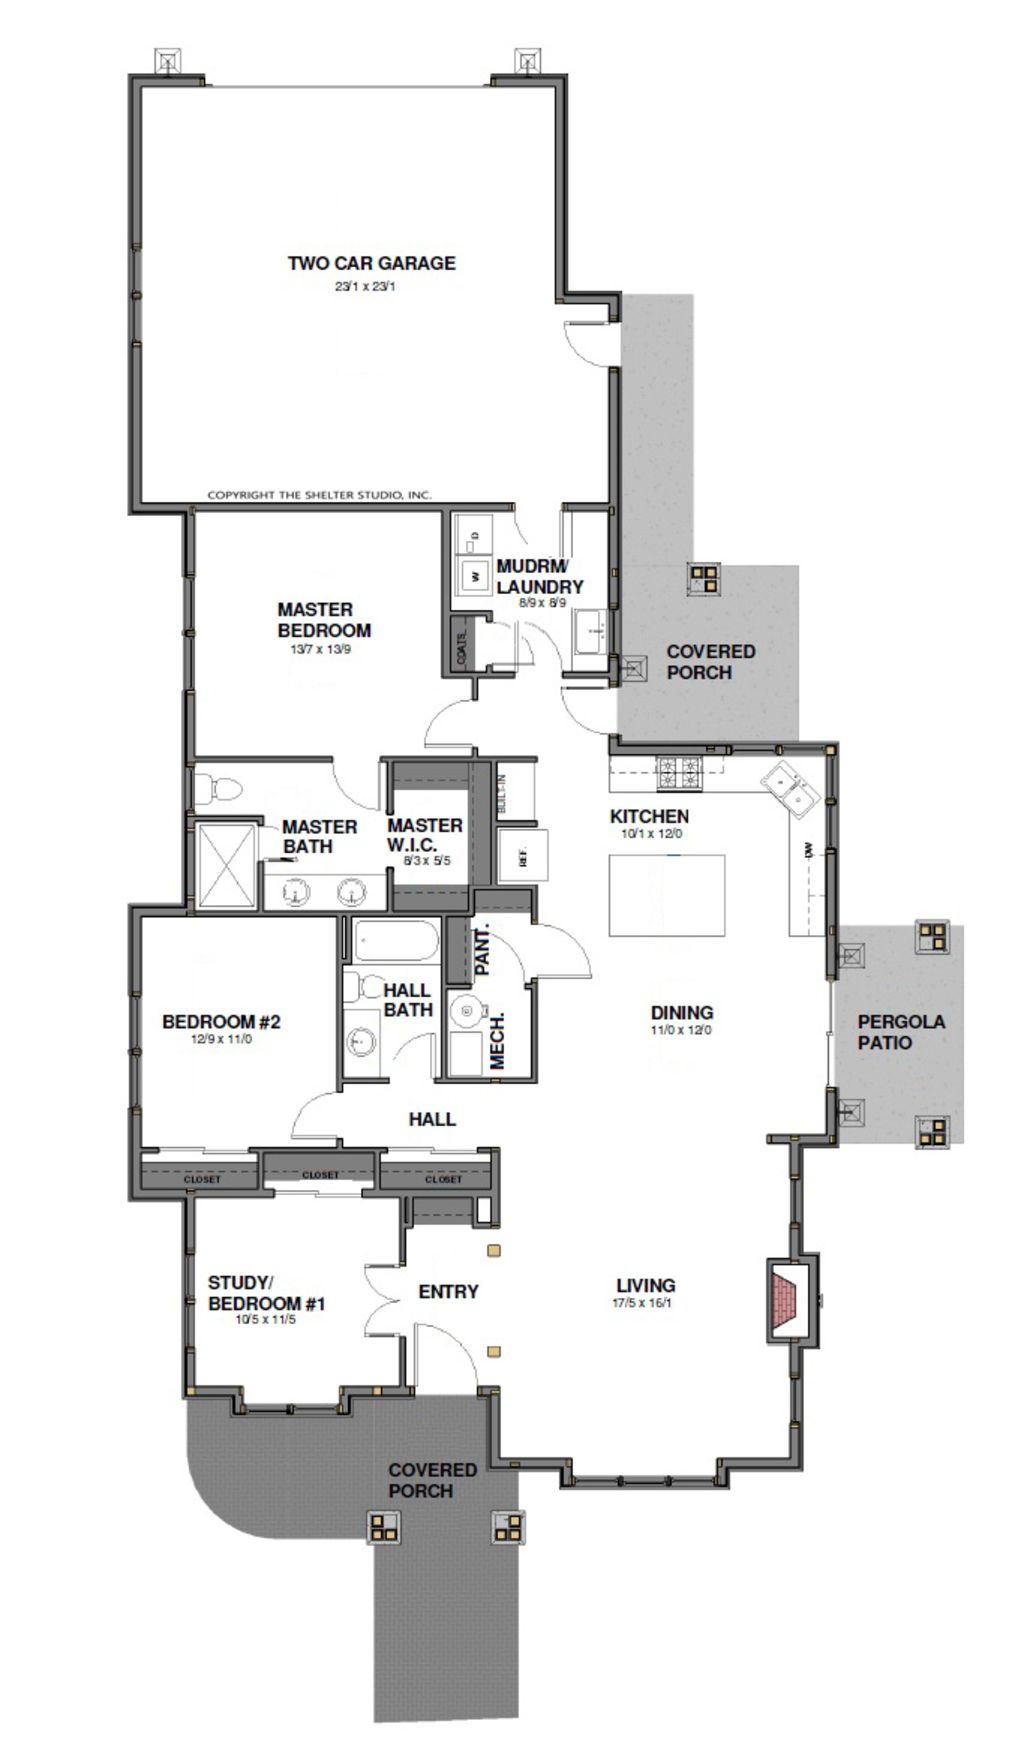 TWO CAR GARAGE
23/1 x 23/1
COPYRIGHT THE SHELTER STUDIO, INC.
D
W
MUDRM/
LAUNDRY
8/9 x 8/9
COATS
MASTER
BEDROOM
13/7 x 13/9
COVERED
PORCH
BUILT-IN
KITCHEN
10/1 x 12/0
MASTER
BATH
MASTER
W.I.C.
8/3 x 5/5
REF.
DW
PANT.
HALL
BATH
MECH.
BEDROOM #2
12/9 x 11/0
DINING
11/0 x 12/0
PERGOLA
PATIO
HALL
CLOSET
CLOSET
CLOSET
STUDY/
BEDROOM #1
10/5 x 11/5
ENTRY
LIVING
17/5 x 16/1
COVERED
PORCH